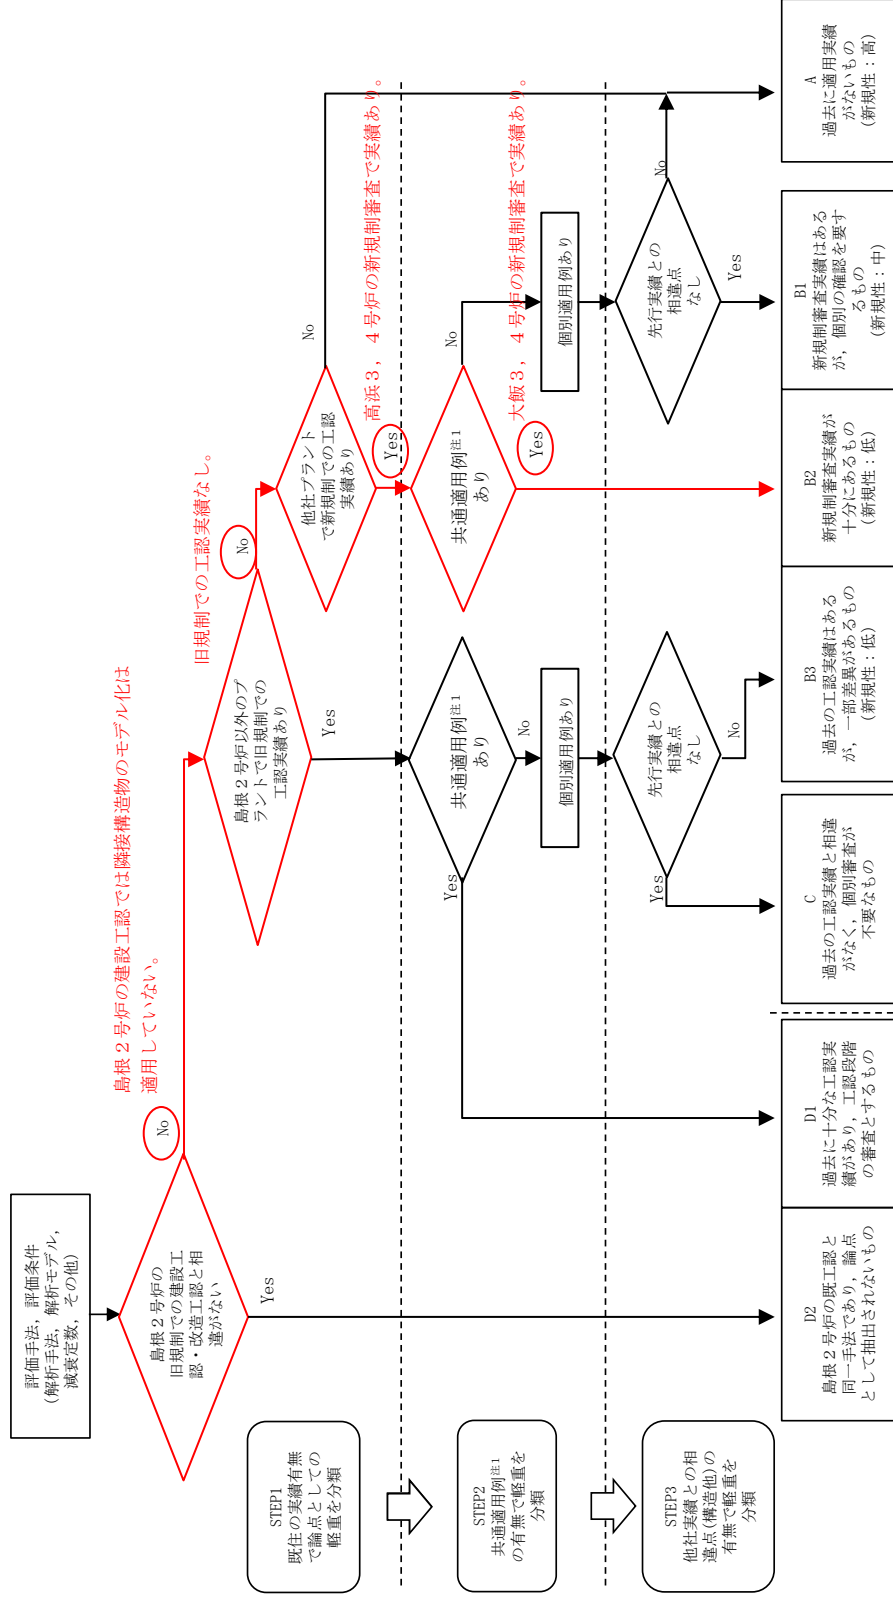 評価手法，評価条件
(解析手法，解析モデル，
減衰定数，その他)
島根２号炉の
旧規制での建設工
認・改造工認と相
違がない
No
Yes
島根２号炉の建設工認では隣接構造物のモデル化は
適用していない。
島根２号炉以外のプ
ラントで旧規制での
工認実績あり
No
Yes
旧規制での工認実績なし。
他社プラント
で新規制での工認
実績あり
No
Yes
高浜３，４号炉の新規制審査で実績あり。
共通適用例注1
あり
Yes
No
個別適用例あり
先行実績との
相違点
なし
Yes
No
共通適用例注1
あり
Yes
No
大飯３，４号炉の新規制審査で実績あり。
個別適用例あり
先行実績との
相違点
なし
No
Yes
STEP1
既往の実績有無
で論点としての
軽重を分類
STEP2
共通適用例注1
の有無で軽重を
分類
STEP3
他社実績との相
違点(構造他)の
有無で軽重を
分類
D2
島根２号炉の既工認と
同一手法であり，論点
として抽出されないもの
D1
過去に十分な工認実
績があり，工認段階
の審査とするもの
C
過去の工認実績と相違
がなく，個別審査が
不要なもの
B3
過去の工認実績はある
が，一部差異があるもの
(新規性：低)
B2
新規制審査実績が
十分にあるもの
(新規性：低)
B1
新規制審査実績はある
が，個別の確認を要す
るもの
(新規性：中)
A
過去に適用実績
がないもの
(新規性：高)